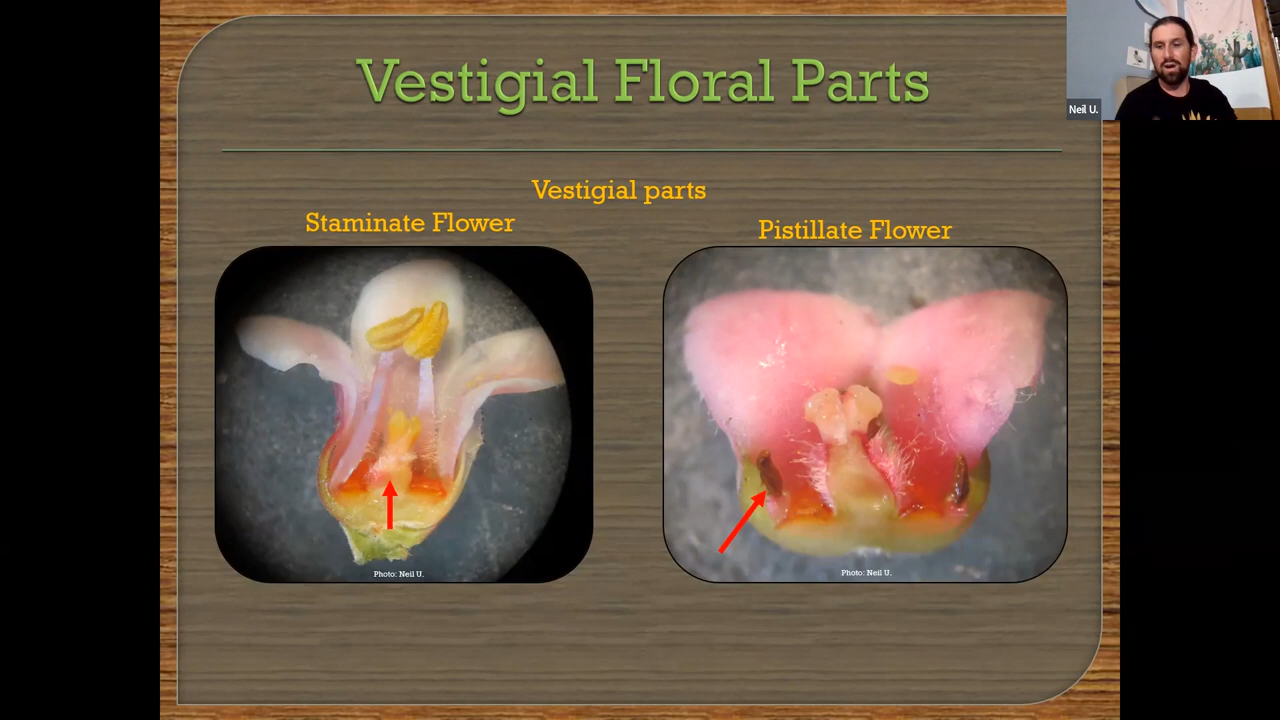 Vestigial Floral Parts
Neil U.
Vestigial parts
Staminate Flower
Pistillate Flower
Photo: Neil U.
Photo: Neil U.